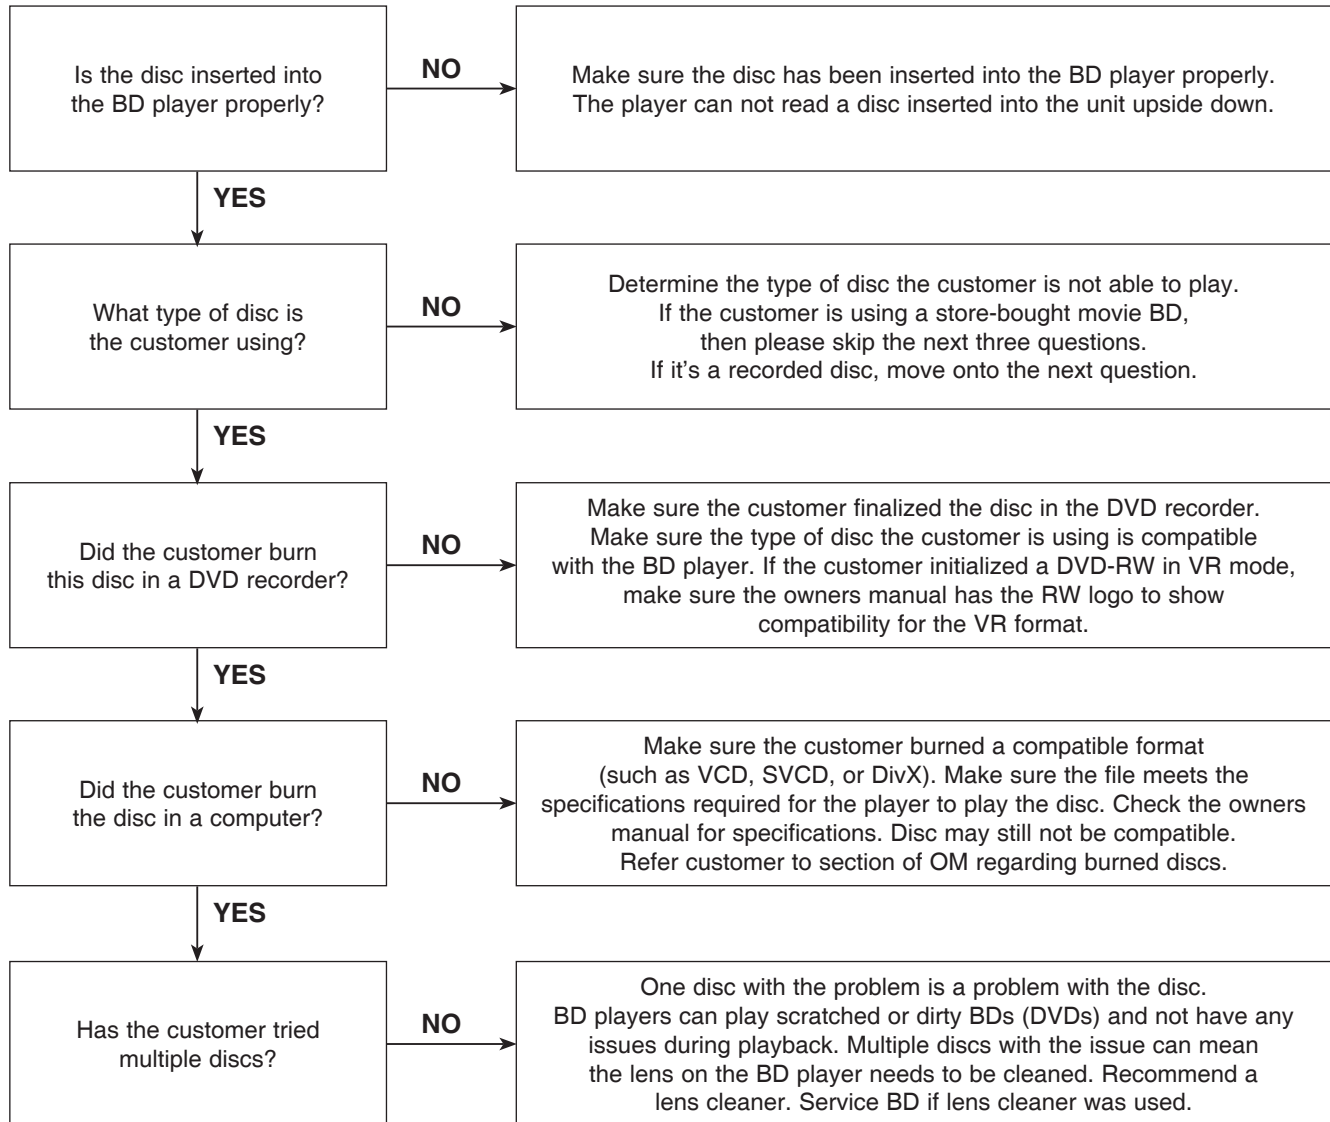 Is the disc inserted into
the BD player properly?
NO
Make sure the disc has been inserted into the BD player properly.
The player can not read a disc inserted into the unit upside down.
YES
What type of disc is
the customer using?
NO
Determine the type of disc the customer is not able to play.
If the customer is using a store-bought movie BD,
then please skip the next three questions.
If it's a recorded disc, move onto the next question.
YES
Did the customer burn
this disc in a DVD recorder?
NO
Make sure the customer finalized the disc in the DVD recorder.
Make sure the type of disc the customer is using is compatible
with the BD player. If the customer initialized a DVD-RW in VR mode,
make sure the owners manual has the RW logo to show
compatibility for the VR format.
YES
Did the customer burn
the disc in a computer?
NO
Make sure the customer burned a compatible format
(such as VCD, SVCD, or DivX). Make sure the file meets the
specifications required for the player to play the disc. Check the owners
manual for specifications. Disc may still not be compatible.
Refer customer to section of OM regarding burned discs.
YES
Has the customer tried
multiple discs?
NO
One disc with the problem is a problem with the disc.
BD players can play scratched or dirty BDs (DVDs) and not have any
issues during playback. Multiple discs with the issue can mean
the lens on the BD player needs to be cleaned. Recommend a
lens cleaner. Service BD if lens cleaner was used.